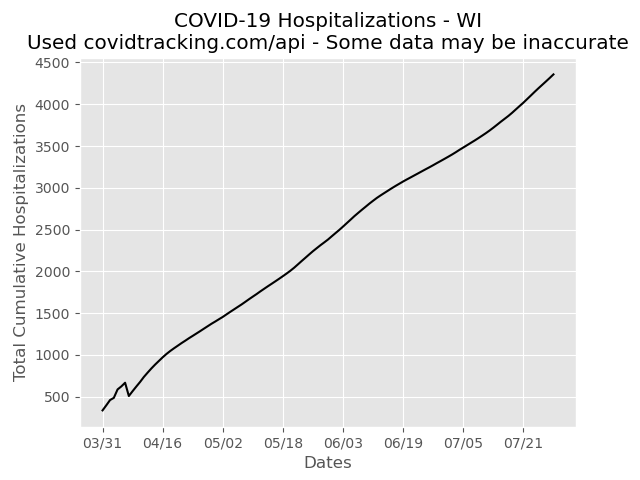 COVID-19 Hospitalizations - WI
Used covidtracking.com/api - Some data may be inaccurate
Total Cumulative Hospitalizations
4500
4000
3500
3000
2500
2000
1500
1000
500
03/31 04/16 05/02 05/18 06/03 06/19 07/05 07/21
Dates